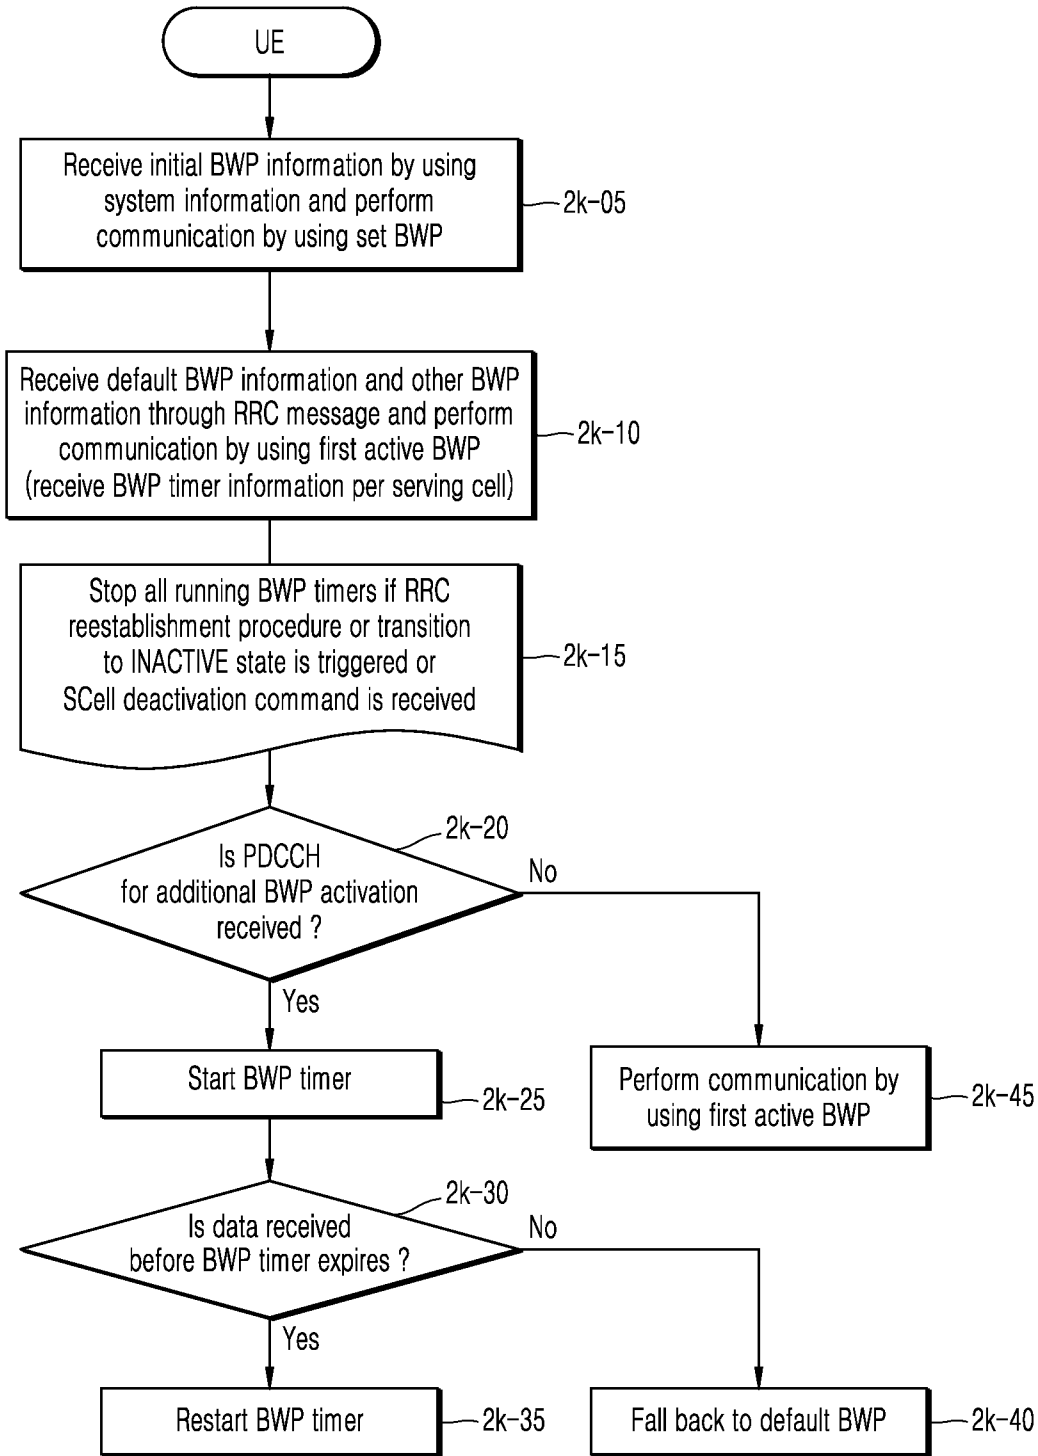 UE
Receive initial BWP information by using
system information and perform
communication by using set BWP
2k-05
Receive default BWP information and other BWP
information through RRC message and perform
communication by using first active BWP
(receive BWP timer information per serving cell)
2k-10
Stop all running BWP timers if RRC
reestablishment procedure or transition
to INACTIVE state is triggered or
SCell deactivation command is received
2k-15
2k-20
Is PDCCH
for additional BWP activation
received ?
No
Yes
Start BWP timer
2k-25
Perform communication by
using first active BWP
2k-45
2k-30
Is data received
before BWP timer expires ?
No
Yes
Restart BWP timer
2k-35
Fall back to default BWP
2k-40